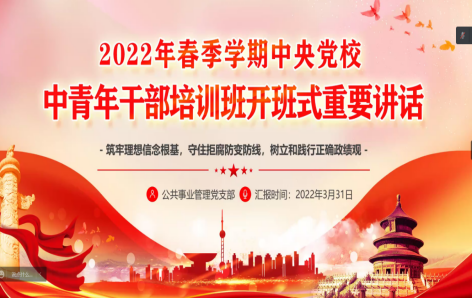 2022年春季学期中央党校
中青年干部培训班开班式重要讲话
- 筑牢理想信念根基，守住拒腐防变防线，树立和践行正确政绩观 -
公共事业管理党支部 汇报时间：2022年3月31日